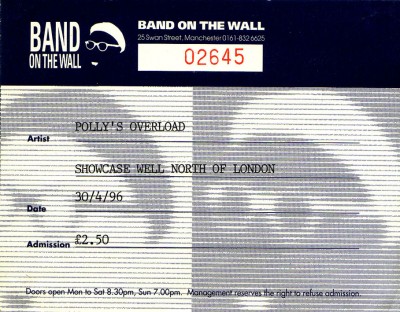 BAND
ON THE WALL
BAND ON THE WALL
25 Swan Street, Manchester 0161-832 6625
02645
Artist POLLY'S OVERLOAD
SHOWCASE WELL NORTH OF LONDON
Date 30/4/96
Admission £2.50
Doors open Mon to Sat 8.30pm, Sun 7.00pm. Management reserves the right to refuse admission.